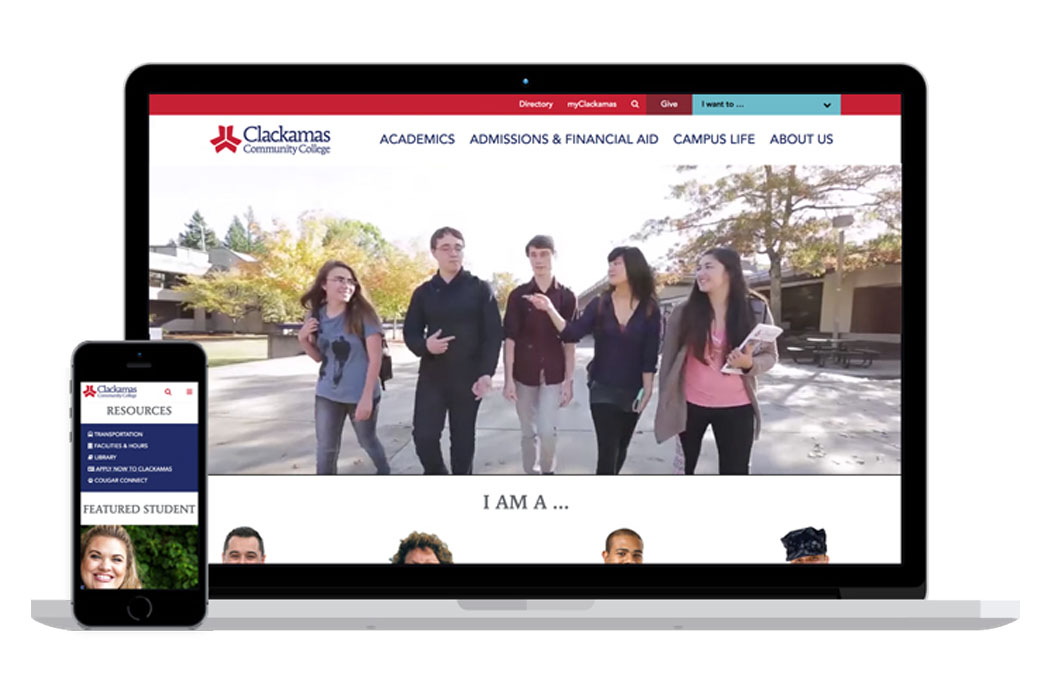 Directory myClackamas Give I want to ...
Clackamas
Community College
ACADEMICS ADMISSIONS & FINANCIAL AID CAMPUS LIFE ABOUT US
I AM A ...
Clackamas
Community College
RESOURCES
TRANSPORTATION
FACILITIES & HOURS
LIBRARY
APPLY NOW TO CLACKAMAS
COUGAR CONNECT
FEATURED STUDENT